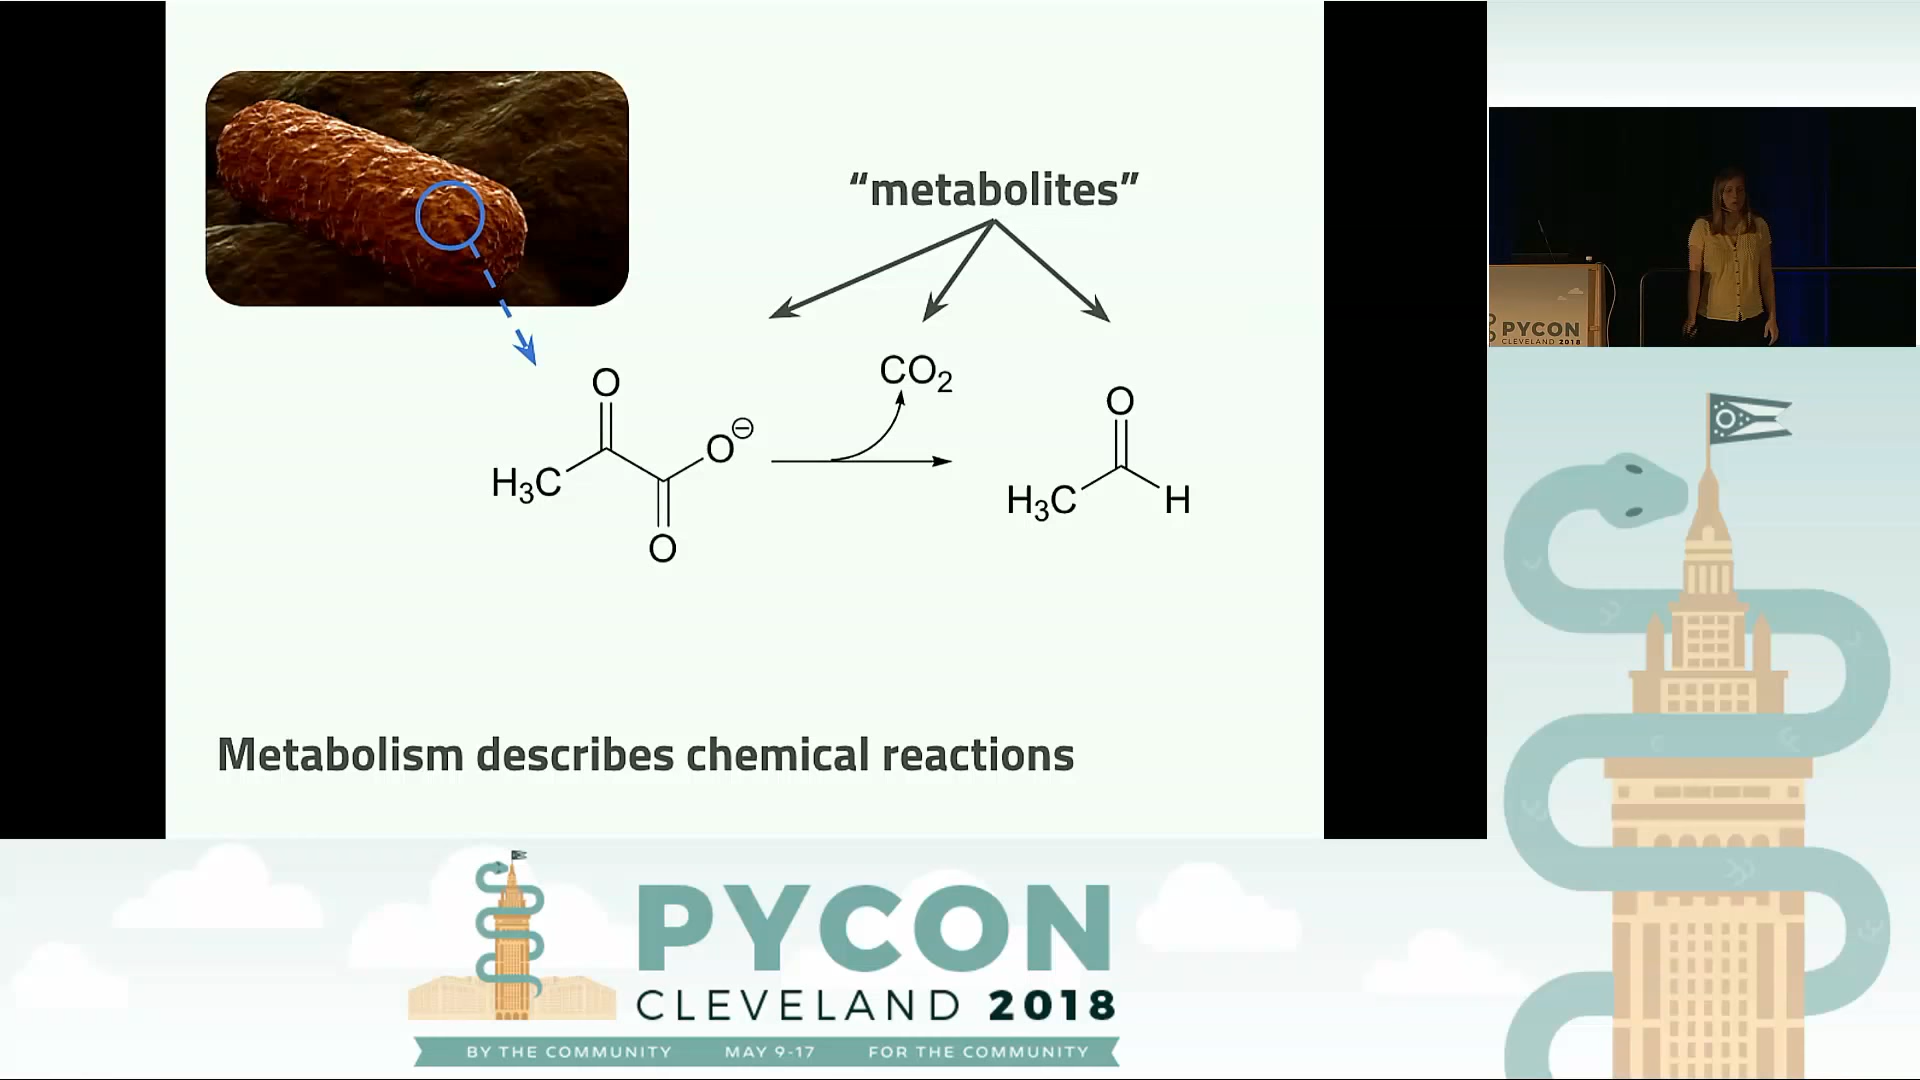 “metabolites”
CO₂
O
O⊖
H₃C
O
O
H₃C
H
Metabolism describes chemical reactions
PYCON
CLEVELAND 2018
PYCON
CLEVELAND 2018
BY THE COMMUNITY MAY 9-17 FOR THE COMMUNITY